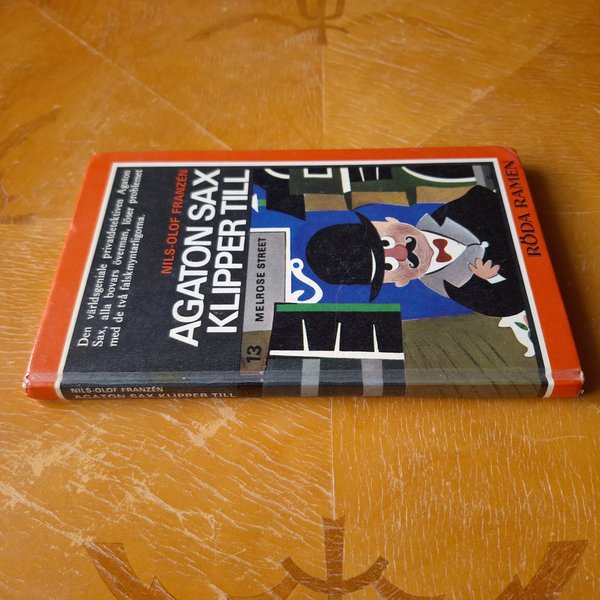 Den världsgeniale privatdetektiven Agaton
Sax, alla bovars överman, löser problemet
med de två falskmyntarligorna.
NILS-OLOF FRANZÉN
AGATON SAX
KLIPPER TILL
13 MELROSE STREET
RÖDA RAMEN
NILS-OLOF FRANZÉN
AGATON SAX KLIPPER TILL